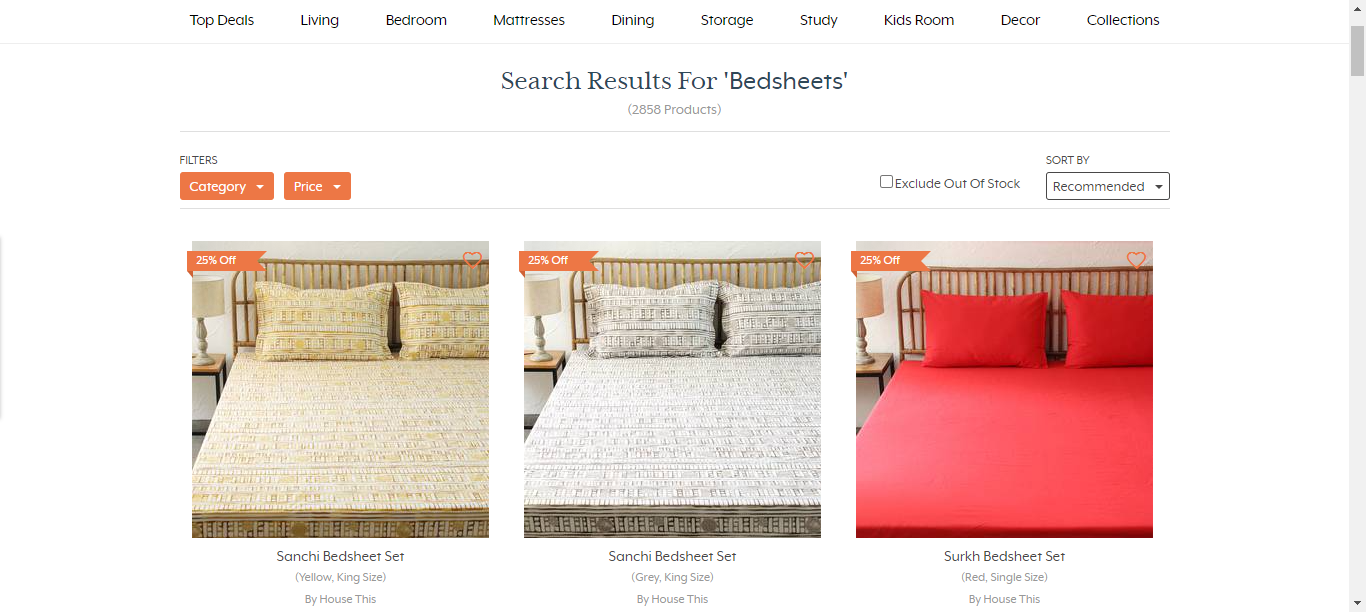 Top Deals Living Bedroom Mattresses Dining Storage Study Kids Room Decor Collections
Search Results For 'Bedsheets'
(2858 Products)
FILTERS
SORT BY
Category Price
Exclude Out Of Stock
Recommended
25% Off
25% Off
25% Off
Sanchi Bedsheet Set
(Yellow, King Size)
By House This
Sanchi Bedsheet Set
(Grey, King Size)
By House This
Surkh Bedsheet Set
(Red, Single Size)
By House This